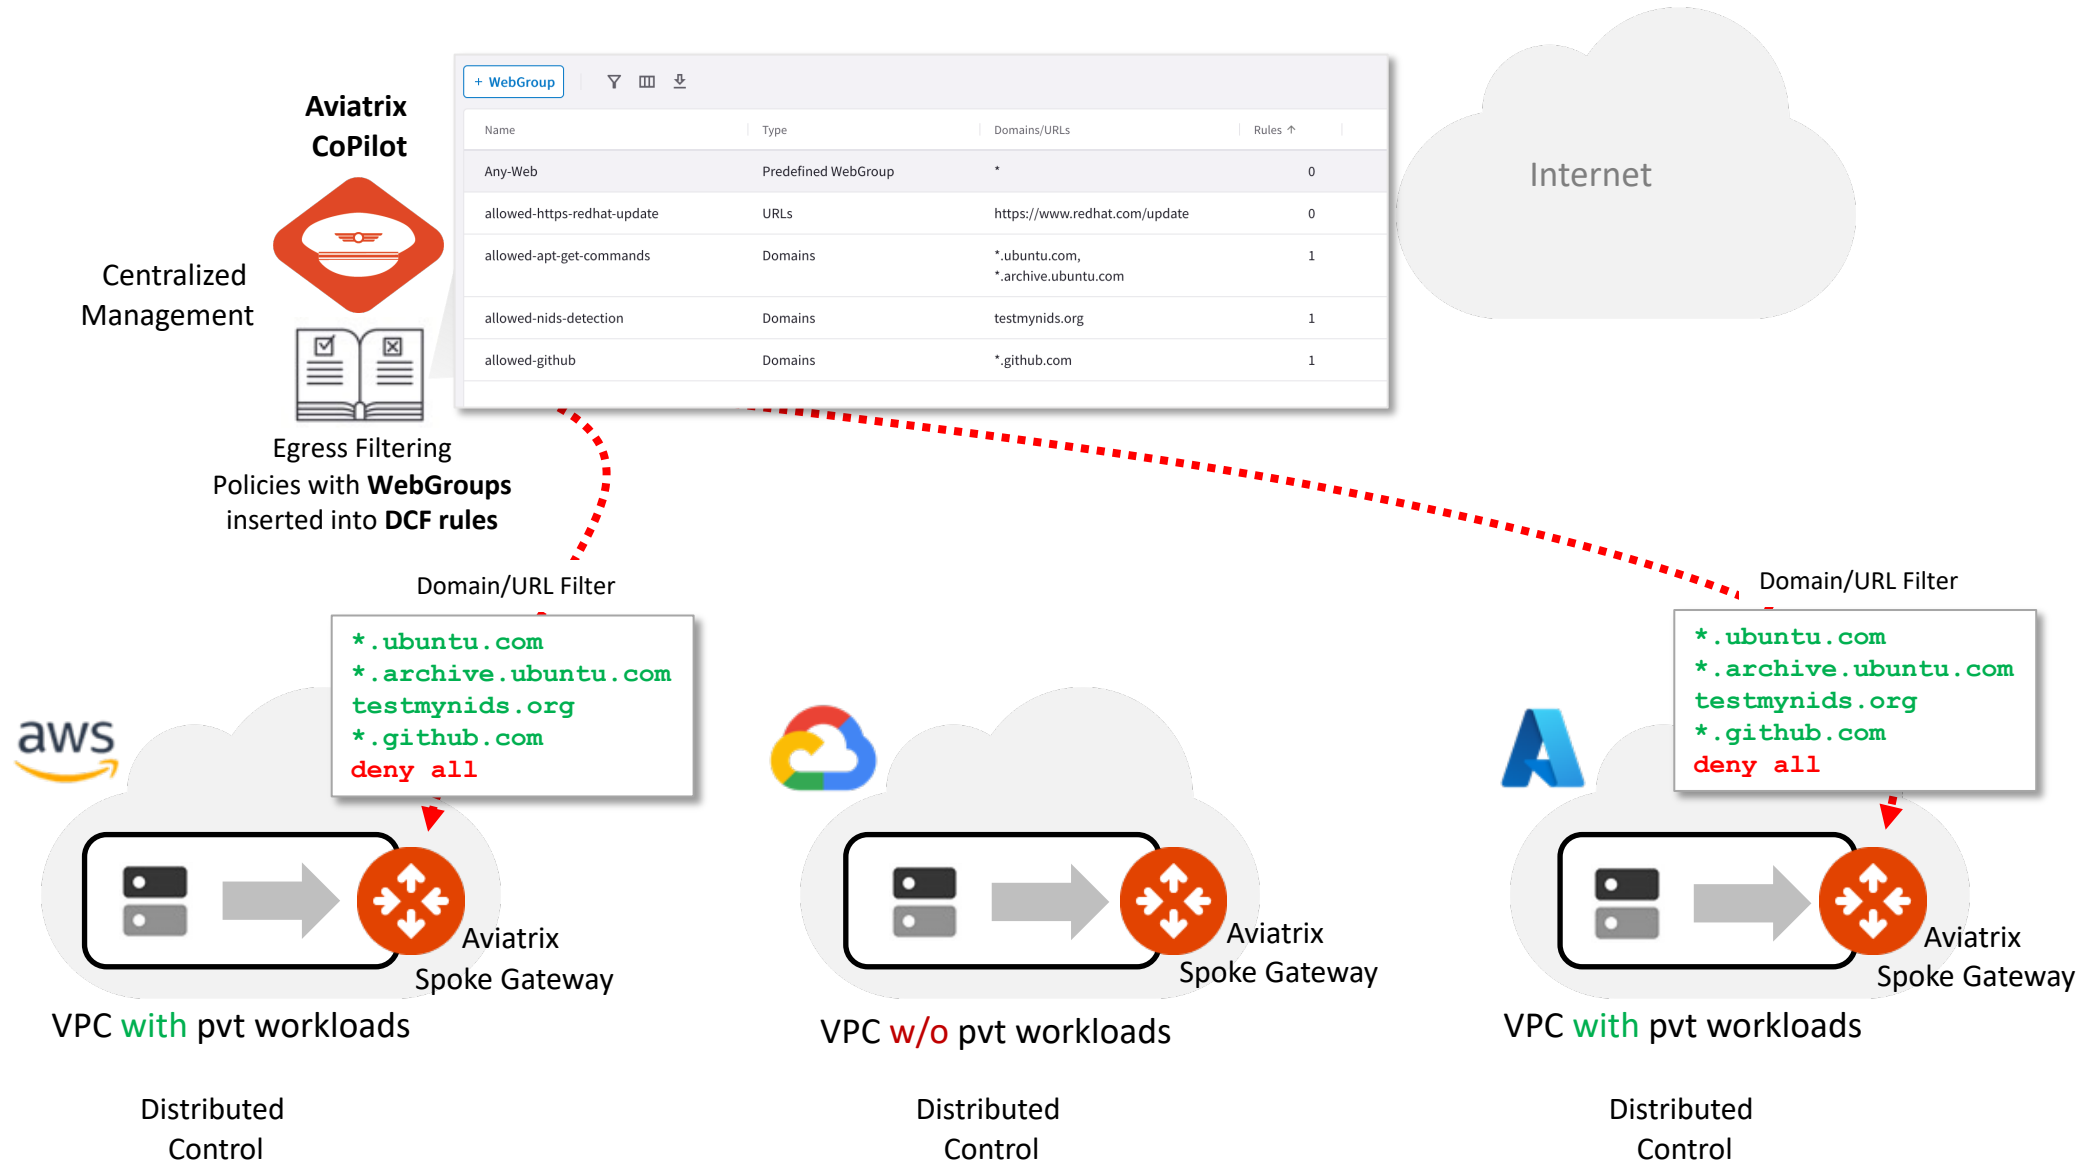 Aviatrix
CoPilot
Centralized
Management
Egress Filtering
Policies with WebGroups
inserted into DCF rules
+ WebGroup
Name Type Domains/URLs Rules ↑
Any-Web Predefined WebGroup * 0
allowed-https-redhat-update URLs https://www.redhat.com/update 0
allowed-apt-get-commands Domains *.ubuntu.com, 1
*.archive.ubuntu.com
allowed-nids-detection Domains testmynids.org 1
allowed-github Domains *.github.com 1
Internet
Domain/URL Filter
*.ubuntu.com
*.archive.ubuntu.com
testmynids.org
*.github.com
deny all
Domain/URL Filter
*.ubuntu.com
*.archive.ubuntu.com
testmynids.org
*.github.com
deny all
aws
Aviatrix
Spoke Gateway
VPC with pvt workloads
Distributed
Control
Aviatrix
Spoke Gateway
VPC w/o pvt workloads
Distributed
Control
Aviatrix
Spoke Gateway
VPC with pvt workloads
Distributed
Control